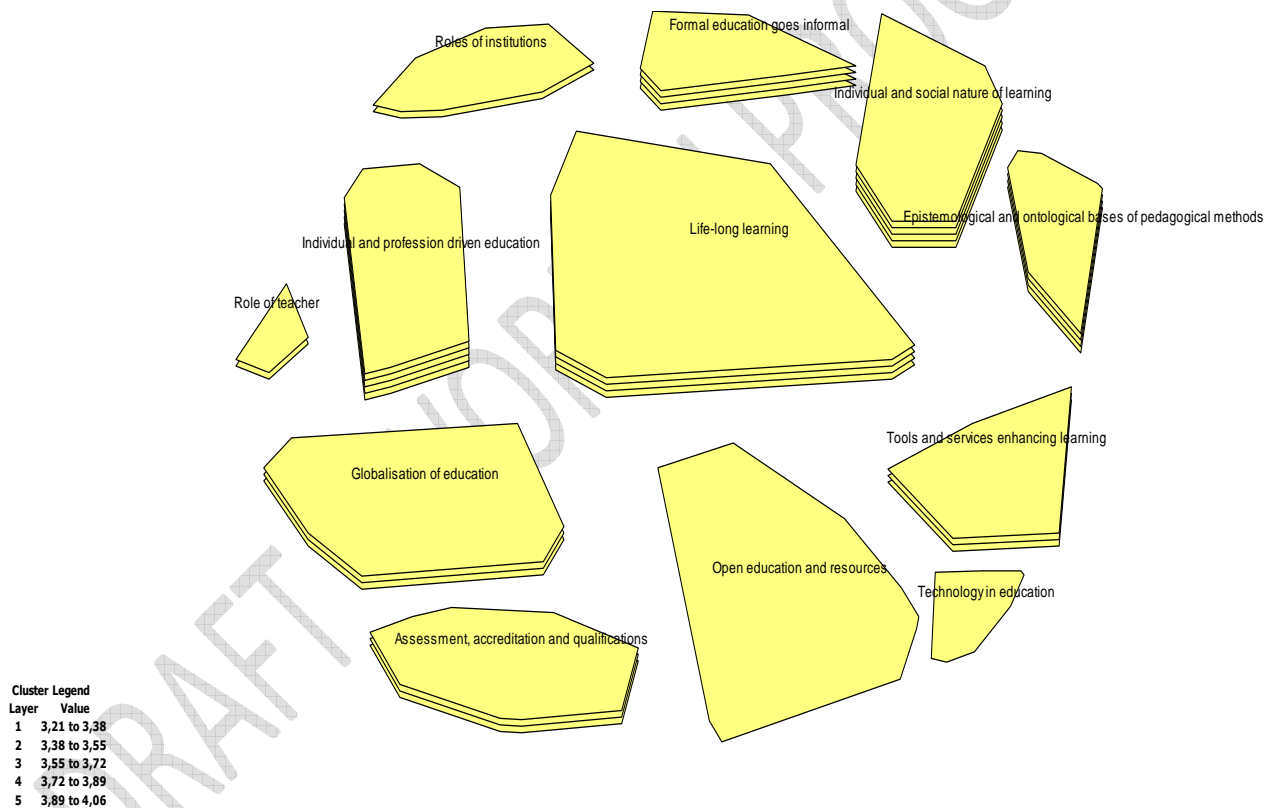 Roles of institutions
Formal education goes informal
Individual and social nature of learning
Epistemological and ontological bases of pedagogical methods
Life-long learning
Individual and profession driven education
Role of teacher
Tools and services enhancing learning
Globalisation of education
Open education and resources
Technology in education
Assessment, accreditation and qualifications
Cluster Legend
Layer Value
1 3,21 to 3,38
2 3,38 to 3,55
3 3,55 to 3,72
4 3,72 to 3,89
5 3,89 to 4,06
DRAFT